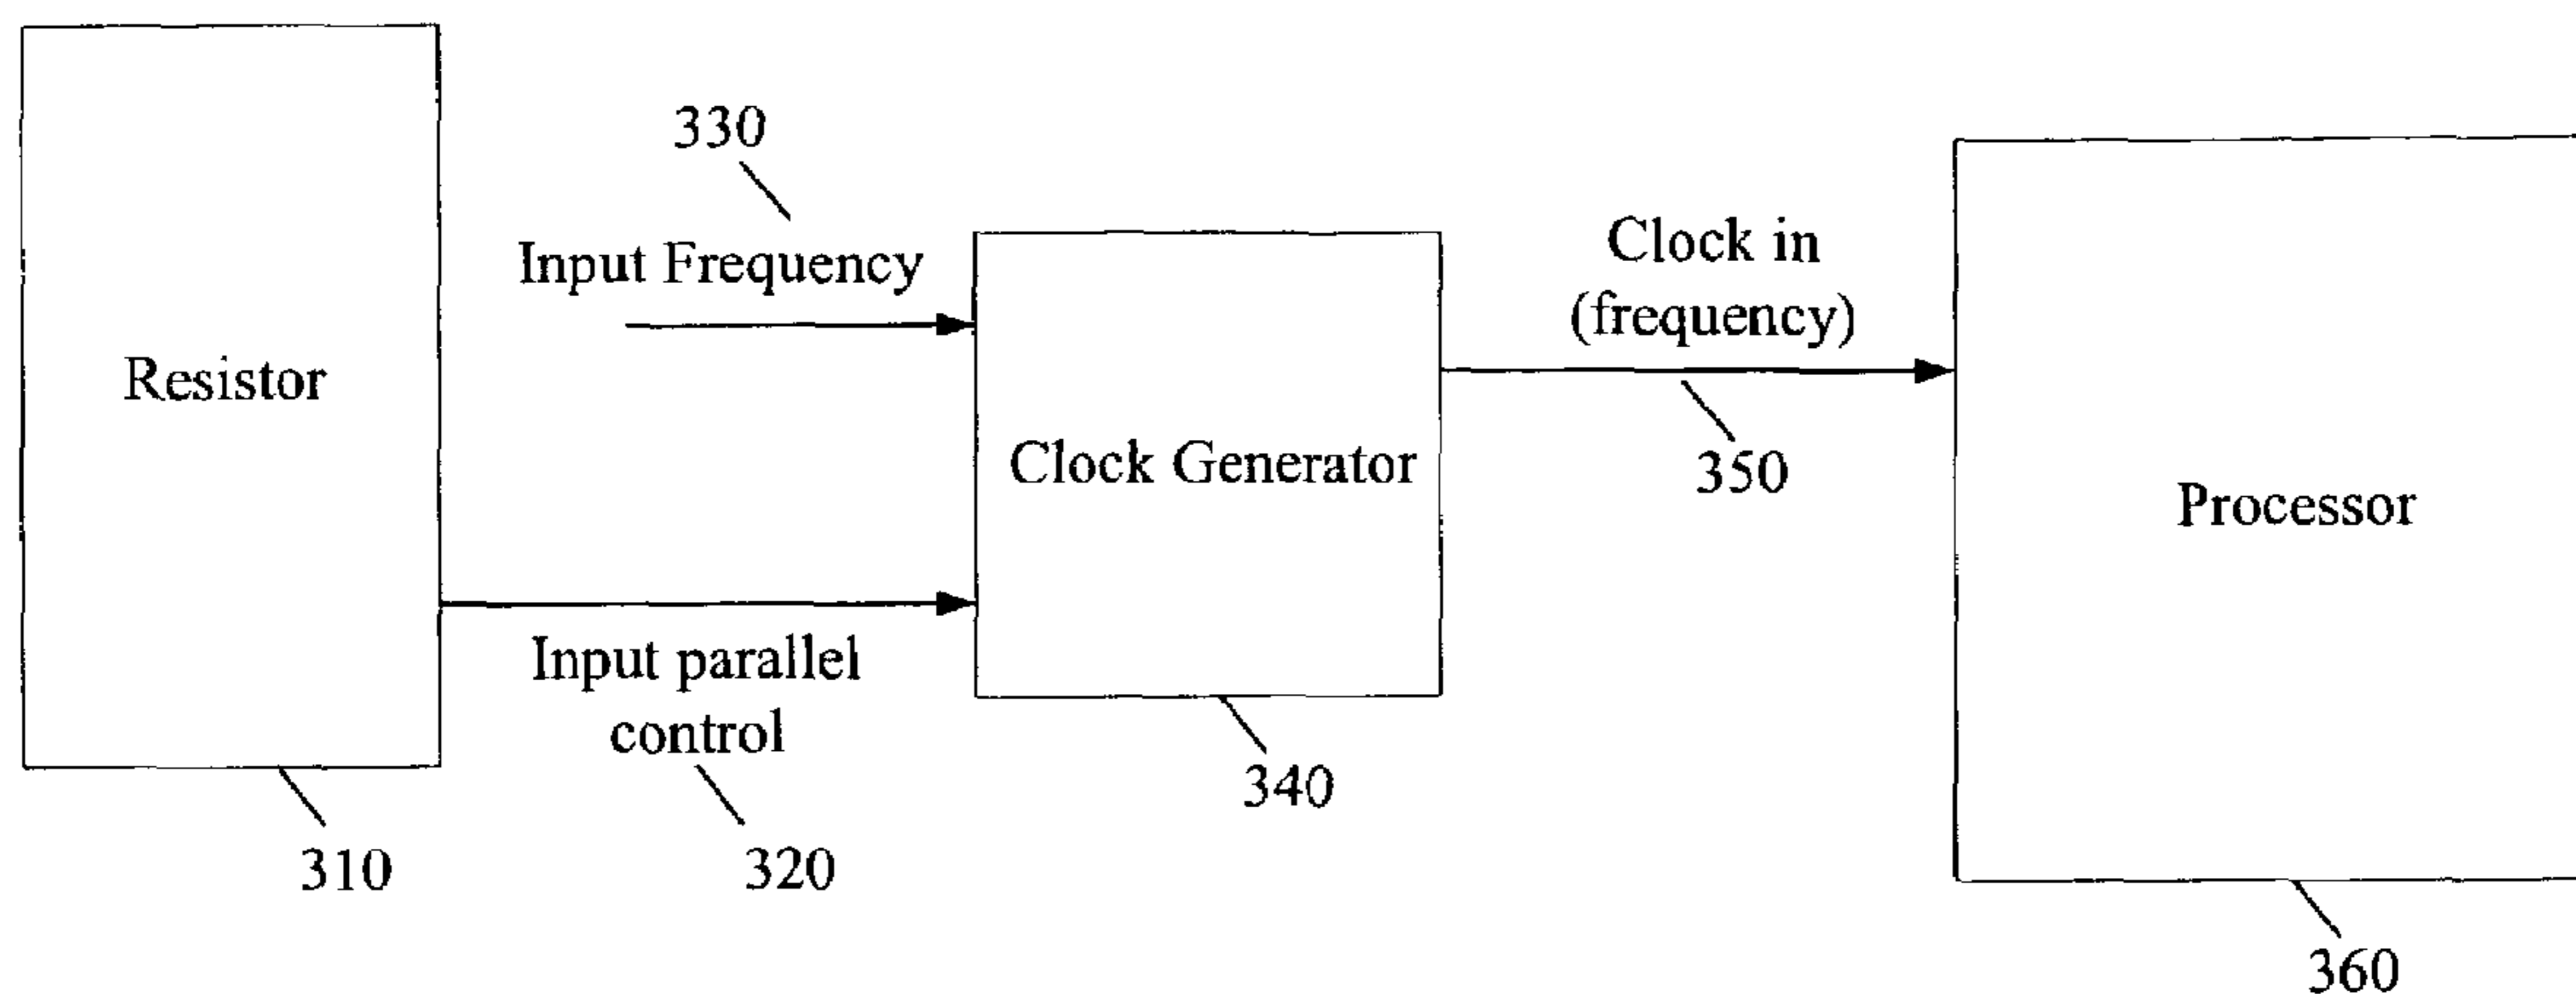 330
Input Frequency
Clock in
(frequency)
Resistor
350
Clock Generator
Processor
Input parallel
control
340
310
320
360